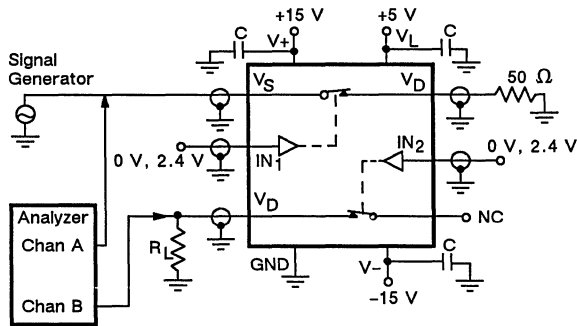 +15 V
+5 V
C
V+
VL
C
Signal
Generator
VS
VD
50 Ω
IN1
IN2
0 V, 2.4 V
0 V, 2.4 V
VD
Analyzer
Chan A
RL
NC
GND
V–
C
Chan B
–15 V